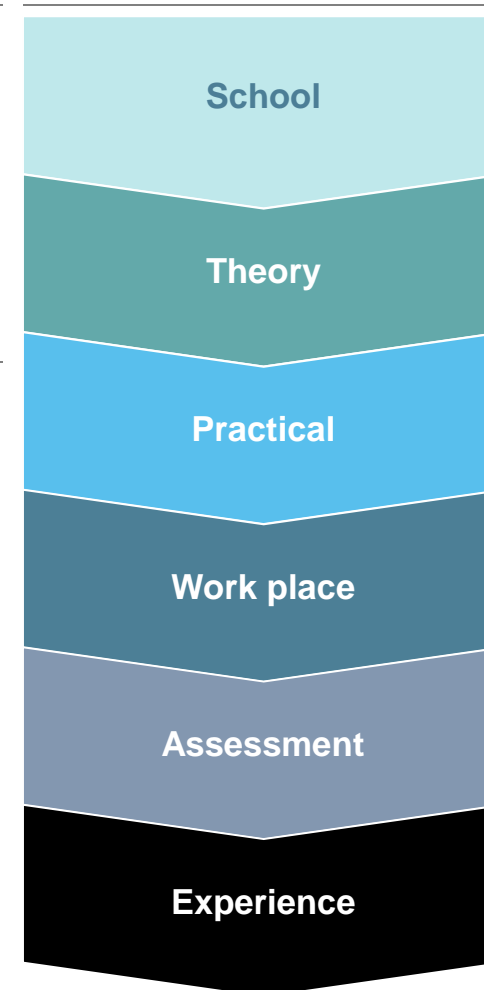 School
Theory
Practical
Work place
Assessment
Experience